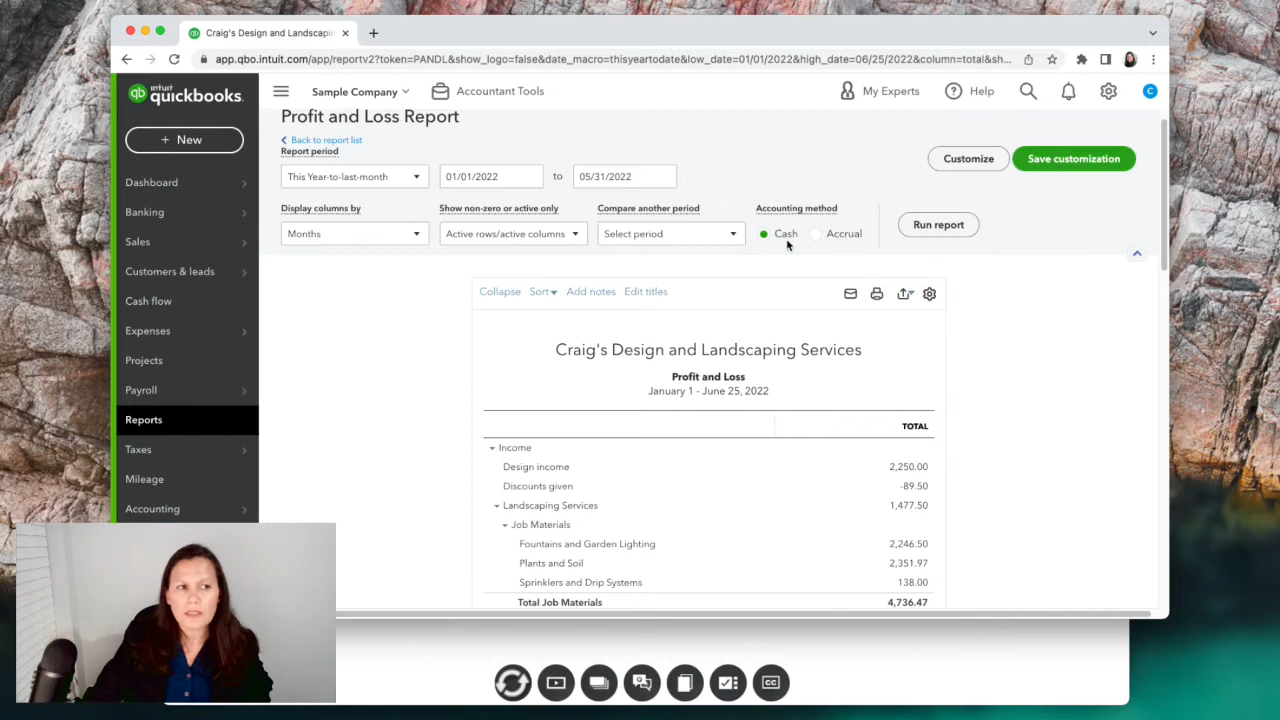 Craig's Design and Landscapin
app.qbo.intuit.com/app/reportv2?token=PANDL&show_logo=false&date_macro=thisyeartodate&low_date=01/01/2022&high_date=06/25/2022&column=total&sh...
intuit
quickbooks.
Sample Company
Accountant Tools
My Experts
Help
C
+ New
Dashboard
Banking
Sales
Customers & leads
Cash flow
Expenses
Projects
Payroll
Reports
Taxes
Mileage
Accounting
Profit and Loss Report
Back to report list
Report period
This Year-to-last-month
01/01/2022
to
05/31/2022
Customize
Save customization
Display columns by
Show non-zero or active only
Compare another period
Accounting method
Months
Active rows/active columns
Select period
Cash
Accrual
Run report
Collapse
Sort
Add notes
Edit titles
Craig's Design and Landscaping Services
Profit and Loss
January 1 - June 25, 2022
TOTAL
Income
Design income 2,250.00
Discounts given -89.50
Landscaping Services 1,477.50
Job Materials
Fountains and Garden Lighting 2,246.50
Plants and Soil 2,351.97
Sprinklers and Drip Systems 138.00
Total Job Materials 4,736.47
CC